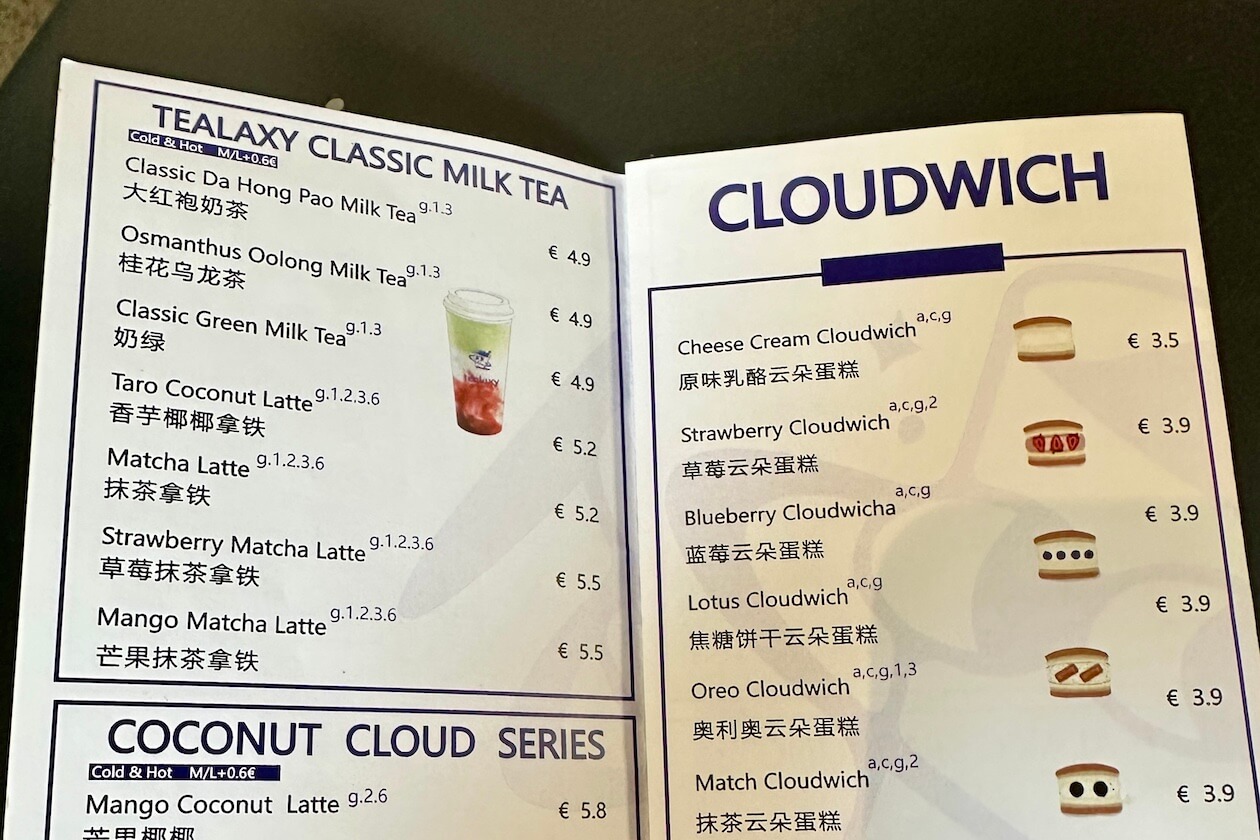 TEALAXY CLASSIC MILK TEA
Cold & Hot M/L+0.6€
Classic Da Hong Pao Milk Tea g.1.3
大红袍奶茶
€ 4.9
Osmanthus Oolong Milk Tea g.1.3
桂花乌龙茶
€ 4.9
Classic Green Milk Tea g.1.3
奶绿
€ 4.9
Taro Coconut Latte g.1.2.3.6
香芋椰椰拿铁
€ 5.2
Matcha Latte g.1.2.3.6
抹茶拿铁
€ 5.2
Strawberry Matcha Latte g.1.2.3.6
草莓抹茶拿铁
€ 5.5
Mango Matcha Latte g.1.2.3.6
芒果抹茶拿铁
€ 5.5
COCONUT CLOUD SERIES
Cold & Hot M/L+0.6€
Mango Coconut Latte g.2.6
€ 5.8
芒果椰椰
CLOUDWICH
Cheese Cream Cloudwich a,c,g
€ 3.5
原味乳酪云朵蛋糕
Strawberry Cloudwich a,c,g,2
€ 3.9
草莓云朵蛋糕
Blueberry Cloudwicha a,c,g
€ 3.9
蓝莓云朵蛋糕
Lotus Cloudwich a,c,g
€ 3.9
焦糖饼干云朵蛋糕
Oreo Cloudwich a,c,g,1,3
€ 3.9
奥利奥云朵蛋糕
Match Cloudwich a,c,g,2
€ 3.9
抹茶云朵蛋糕